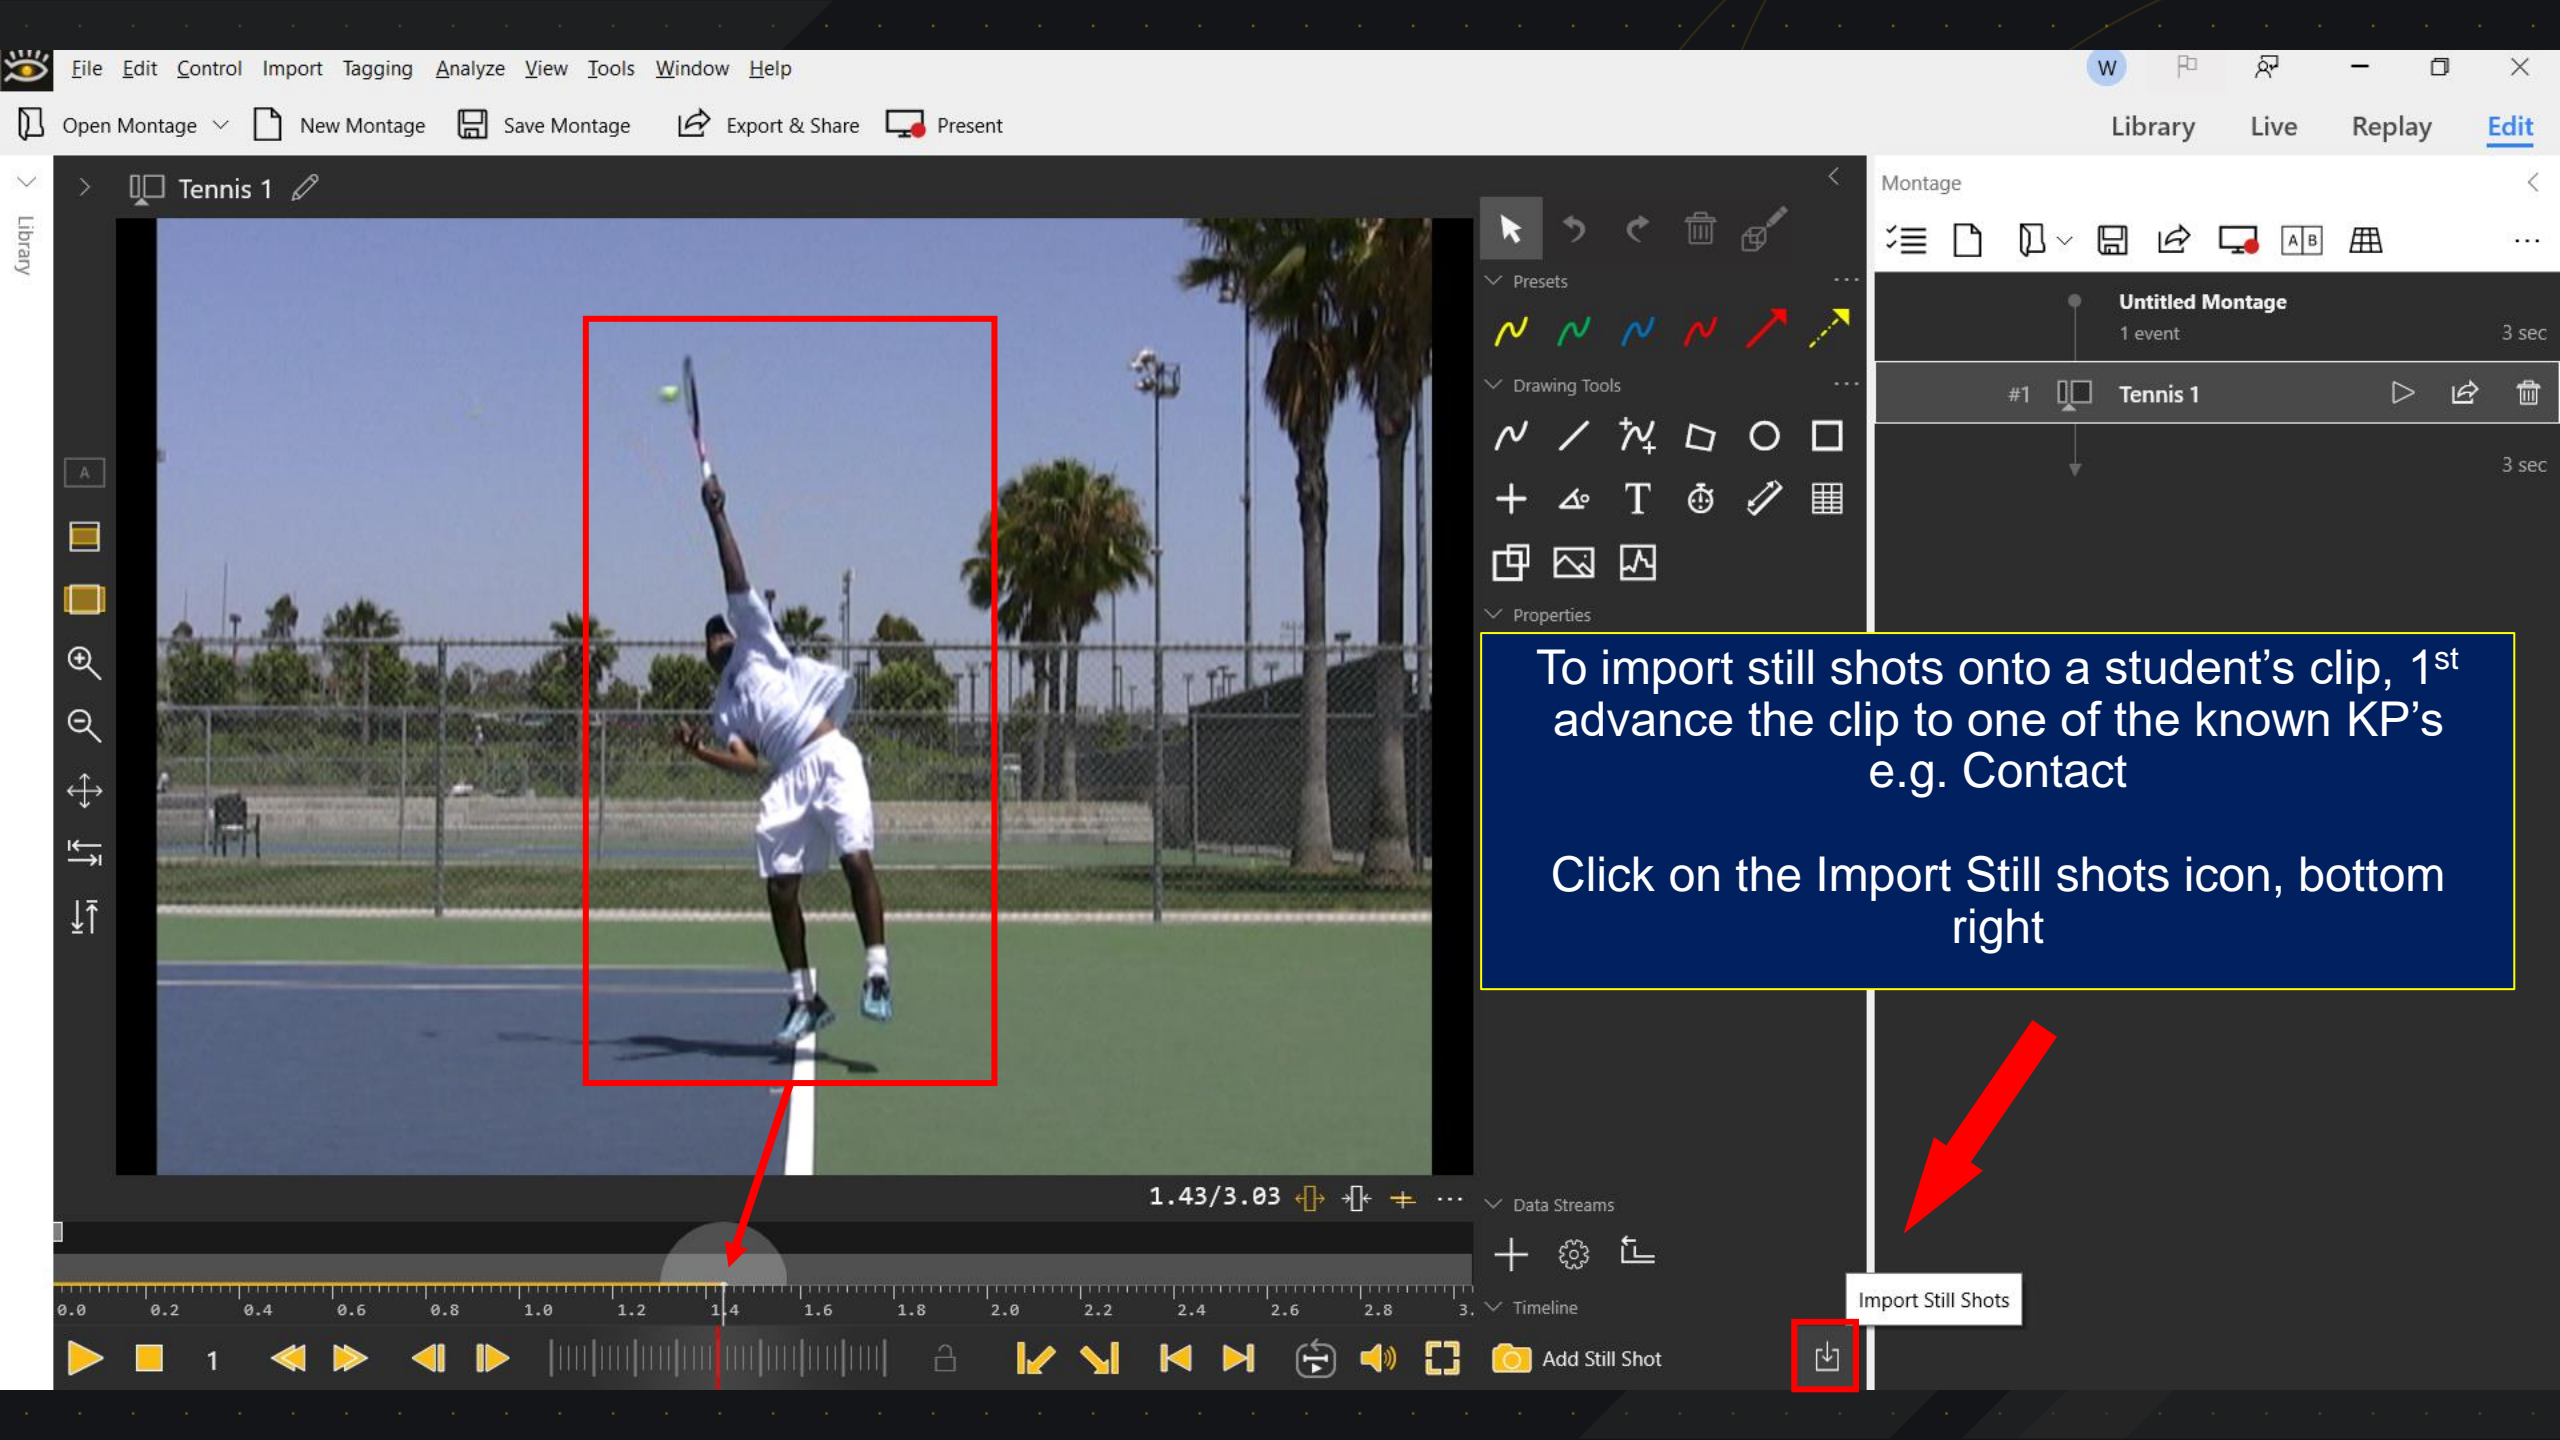 File Edit Control Import Tagging Analyze View Tools Window Help
W
Open Montage New Montage Save Montage Export & Share Present
Library Live Replay Edit
Library
Tennis 1
Montage
A
Presets
A B
Untitled Montage
1 event
3 sec
Drawing Tools
#1 Tennis 1
T
3 sec
Properties
To import still shots onto a student’s clip, 1st
advance the clip to one of the known KP’s
e.g. Contact
Click on the Import Still shots icon, bottom
right
1.43/3.03
Data Streams
0.0 0.2 0.4 0.6 0.8 1.0 1.2 1.4 1.6 1.8 2.0 2.2 2.4 2.6 2.8 3.
Timeline
Import Still Shots
1
Add Still Shot